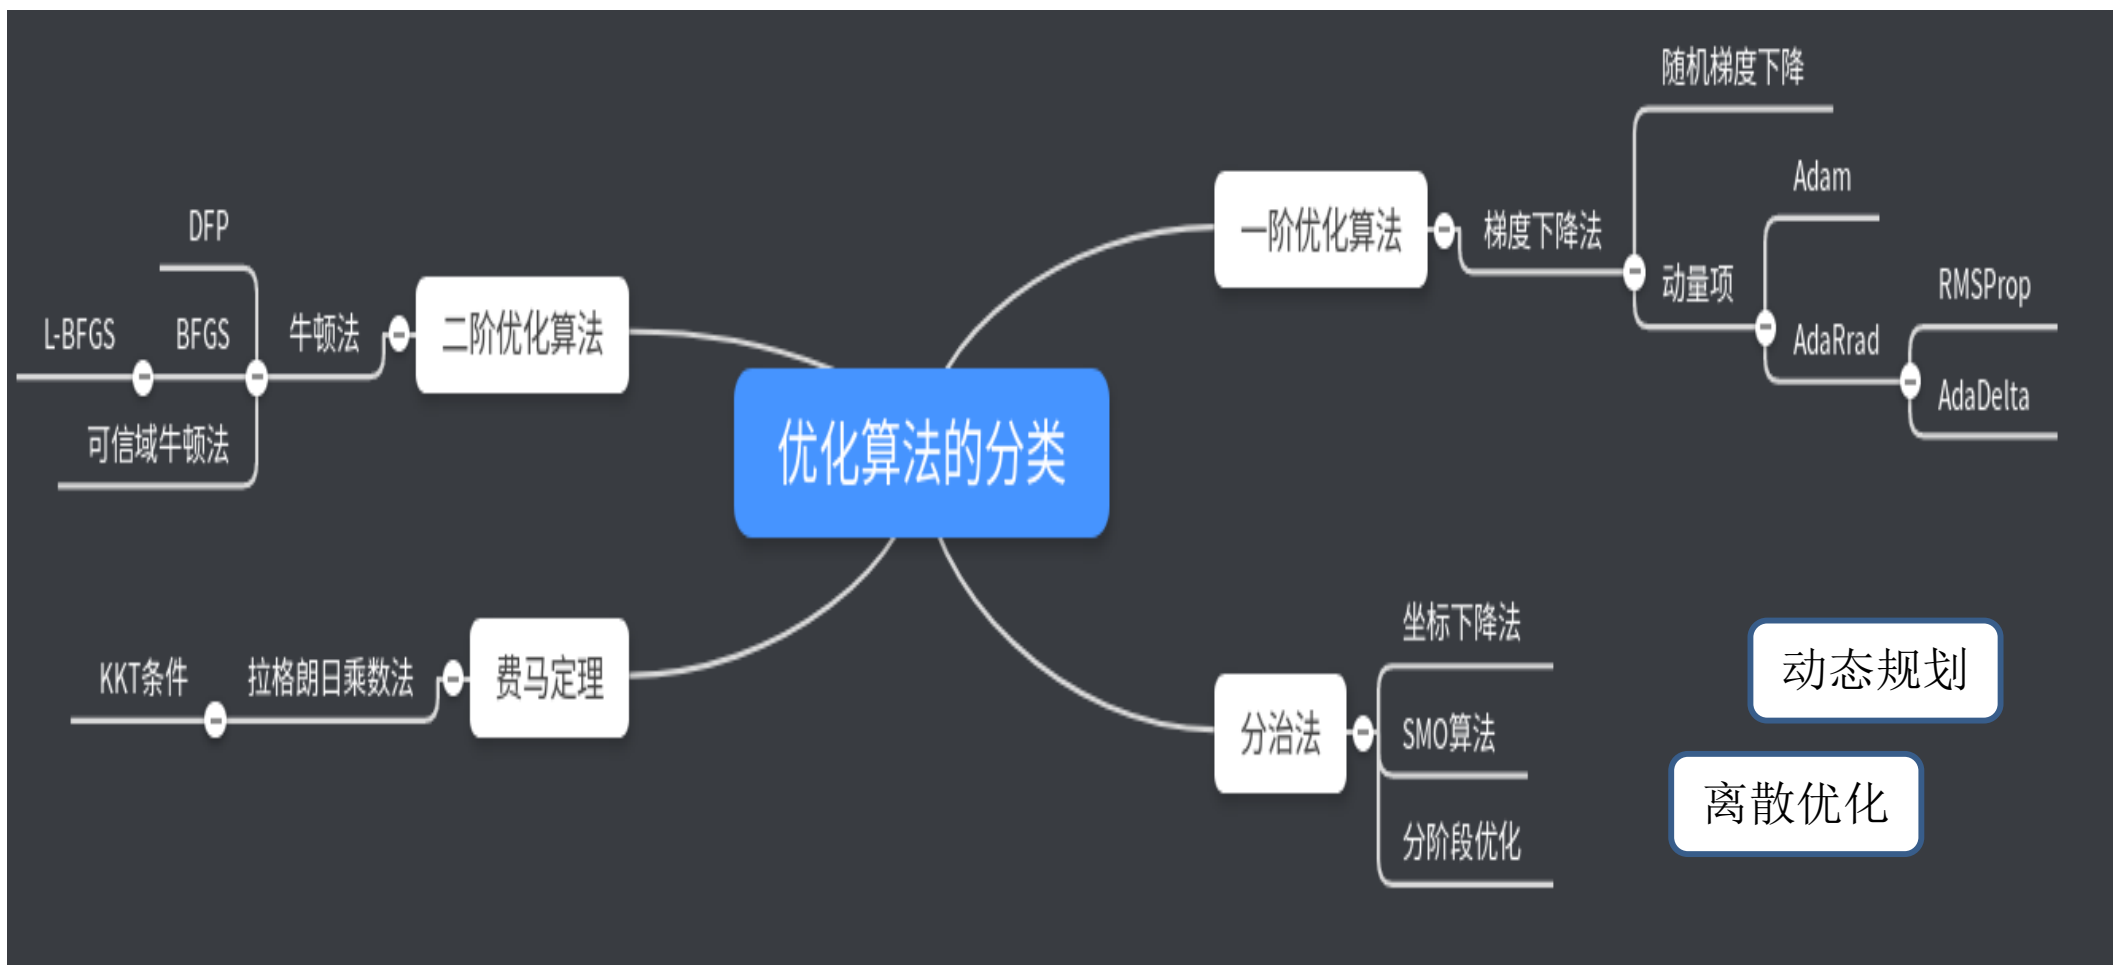 优化算法的分类
一阶优化算法
梯度下降法
随机梯度下降
动量项
Adam
AdaRrad
RMSProp
AdaDelta
二阶优化算法
牛顿法
DFP
BFGS
L-BFGS
可信域牛顿法
费马定理
拉格朗日乘数法
KKT条件
分治法
坐标下降法
SMO算法
分阶段优化
动态规划
离散优化